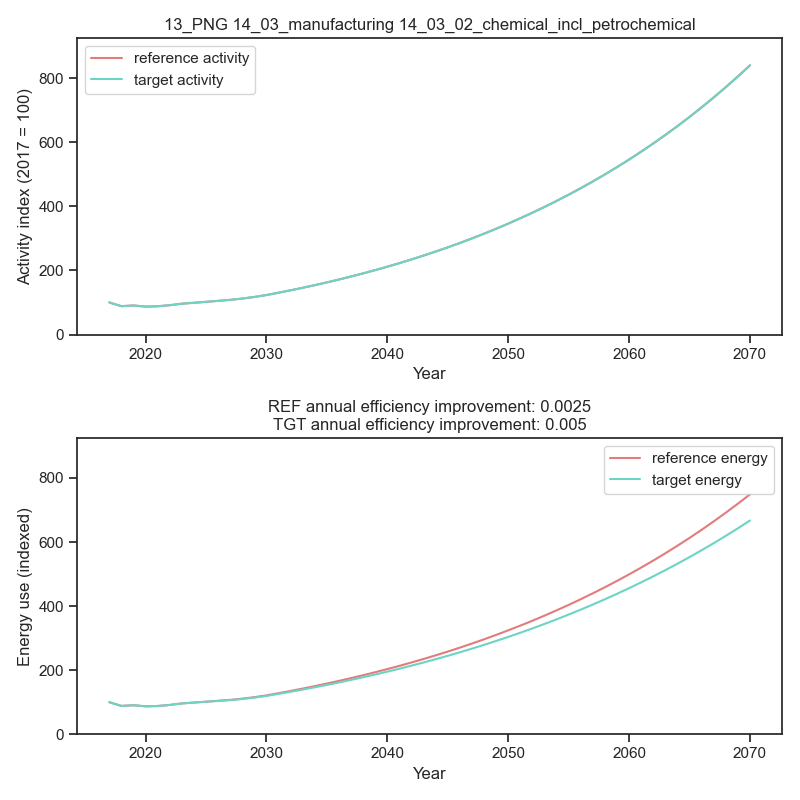 13_PNG 14_03_manufacturing 14_03_02_chemical_incl_petrochemical
reference activity
target activity
Activity index (2017 = 100)
800
600
400
200
0
2020 2030 2040 2050 2060 2070
Year
REF annual efficiency improvement: 0.0025
TGT annual efficiency improvement: 0.005
reference energy
target energy
Energy use (indexed)
800
600
400
200
0
2020 2030 2040 2050 2060 2070
Year